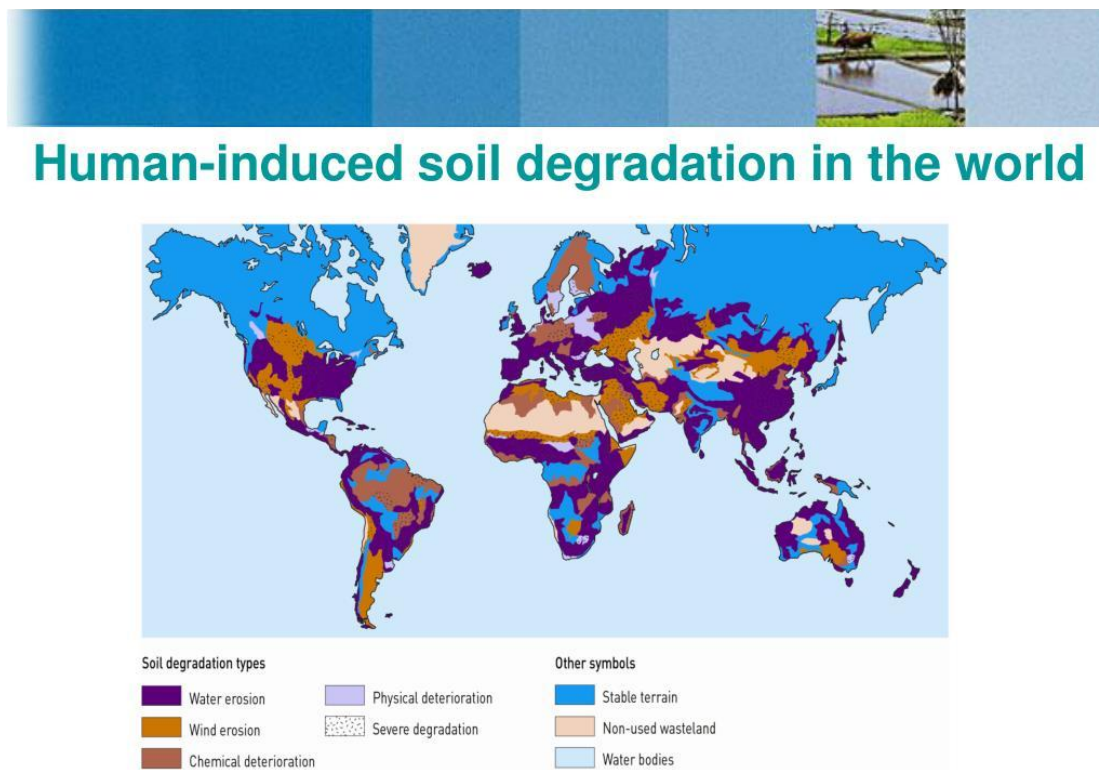 Human-induced soil degradation in the world
Soil degradation types
Water erosion
Wind erosion
Chemical deterioration
Physical deterioration
Severe degradation
Other symbols
Stable terrain
Non-used wasteland
Water bodies